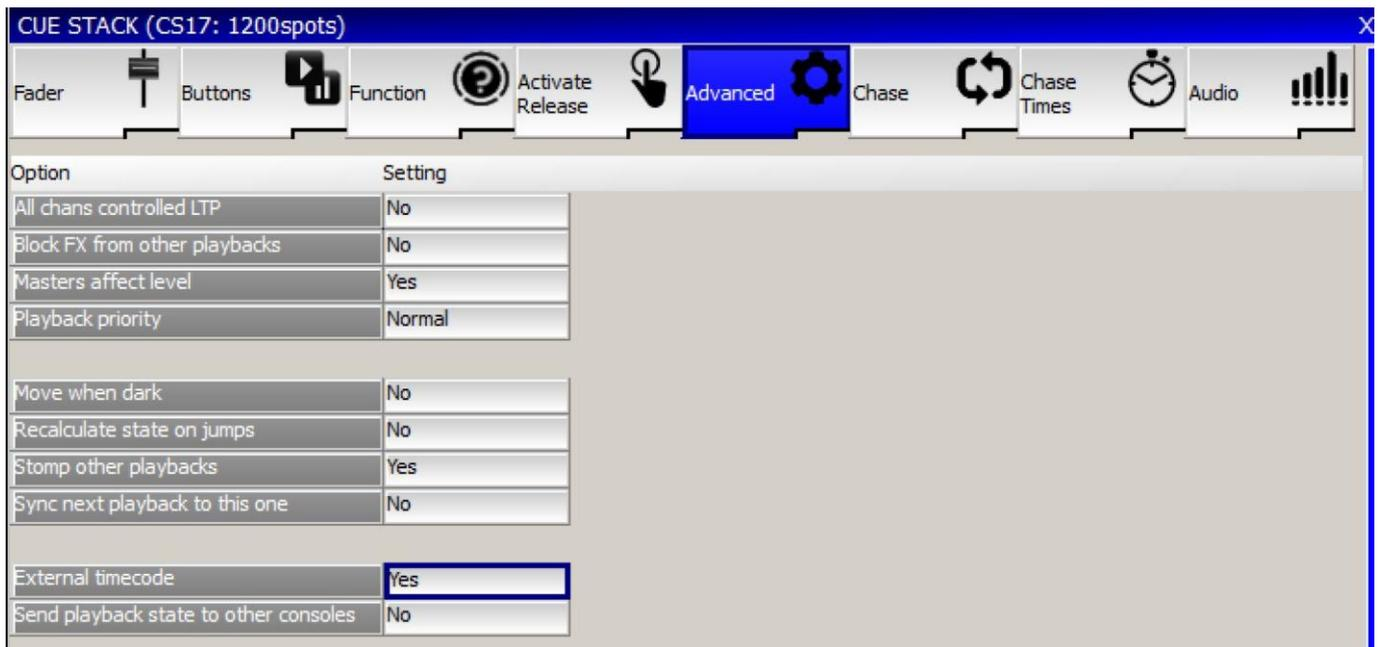 CUE STACK (CS17: 1200spots) X
Fader Buttons Function Activate Release Advanced Chase Chase Times Audio
Option Setting
All chans controlled LTP No
Block FX from other playbacks No
Masters affect level Yes
Playback priority Normal
Move when dark No
Recalculate state on jumps No
Stomp other playbacks Yes
Sync next playback to this one No
External timecode Yes
Send playback state to other consoles No